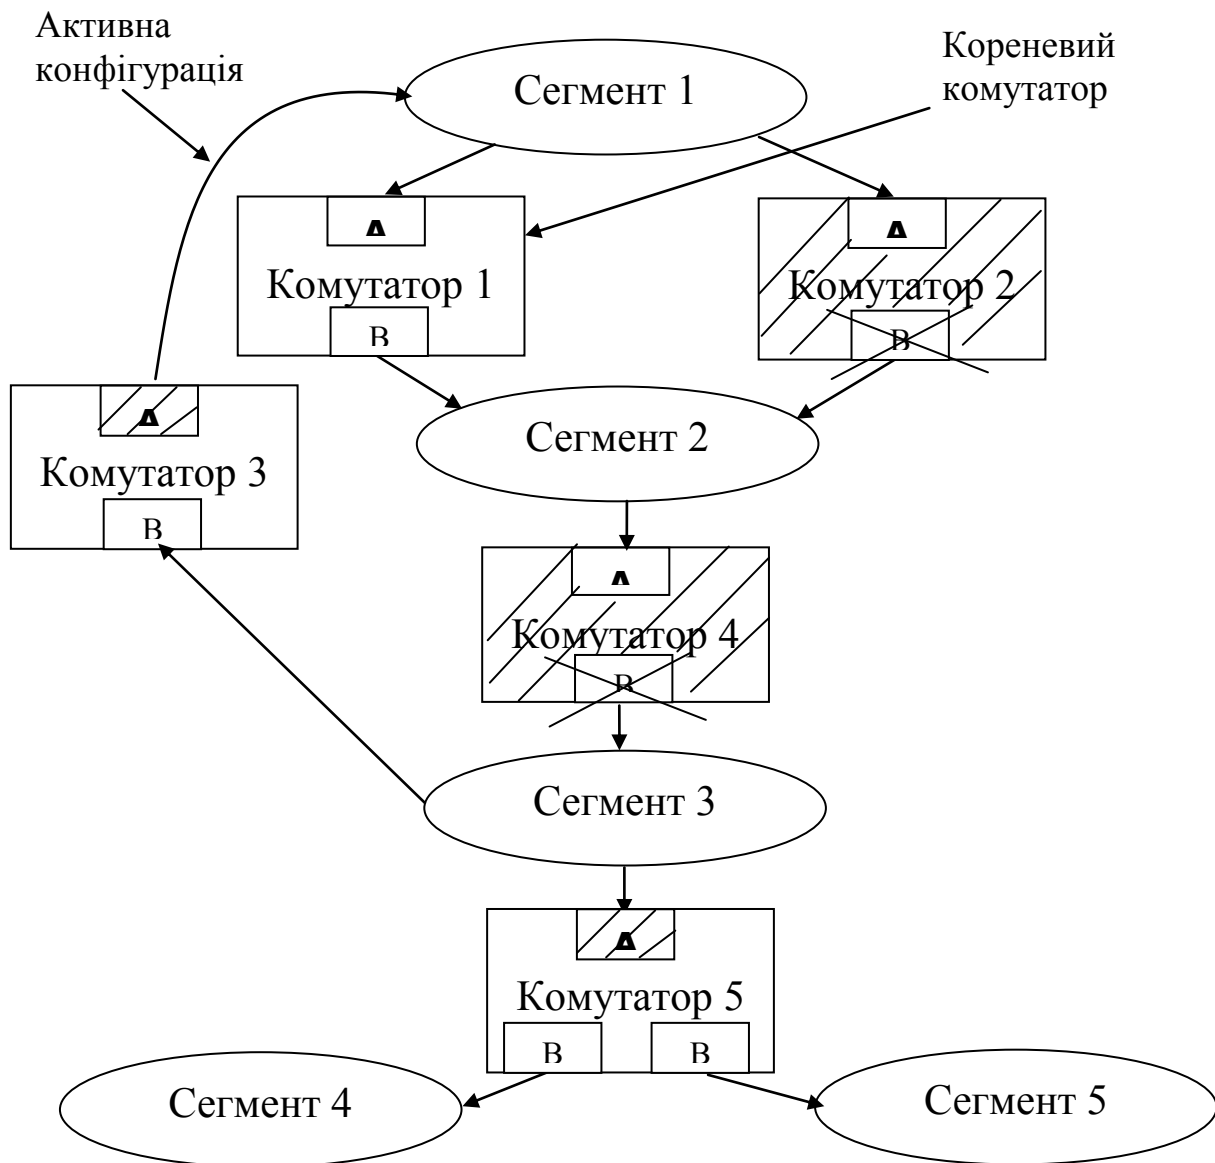 Активна
конфігурація
Кореневий
комутатор
Сегмент 1
А
Комутатор 1
В
А
Комутатор 2
В
А
Комутатор 3
В
Сегмент 2
А
Комутатор 4
В
Сегмент 3
А
Комутатор 5
В
В
Сегмент 4
Сегмент 5